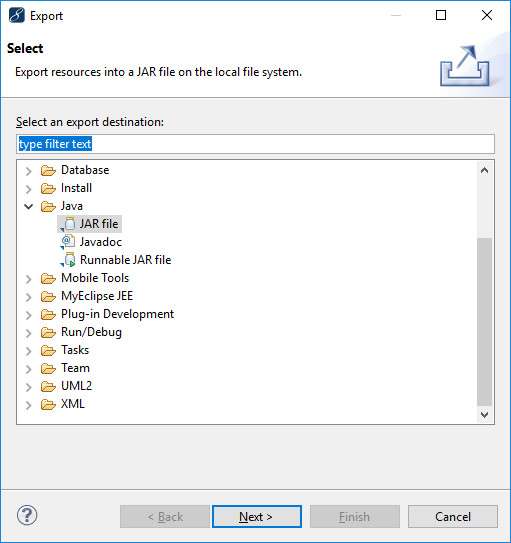 Export
Select
Export resources into a JAR file on the local file system.
Select an export destination:
type filter text
Database
Install
Java
JAR file
Javadoc
Runnable JAR file
Mobile Tools
MyEclipse JEE
Plug-in Development
Run/Debug
Tasks
Team
UML2
XML
? < Back Next > Finish Cancel